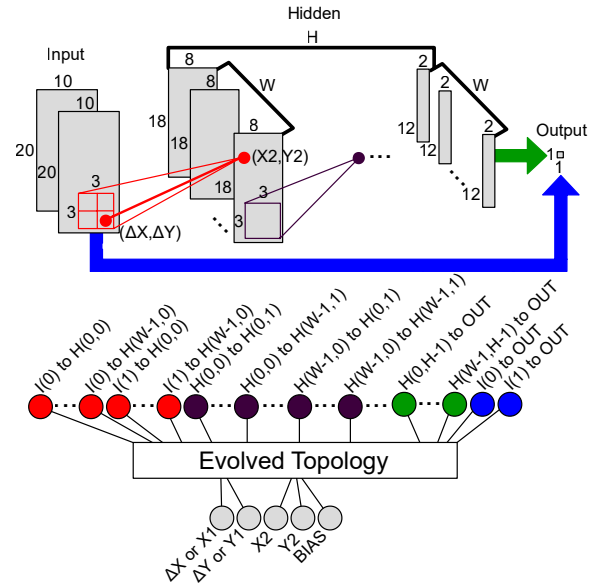 Hidden
H
Input
Output
10
10
20
20
3
3
(ΔX,ΔY)
8
8
8
18
18
18
W
(X2,Y2)
3
3
2
2
2
12
12
12
W
1
1
I(0) to H(0,0)
I(0) to H(W-1,0)
I(1) to H(0,0)
I(1) to H(W-1,0)
H(0,0) to H(0,1)
H(0,0) to H(W-1,1)
H(W-1,0) to H(0,1)
H(W-1,0) to H(W-1,1)
H(0,H-1) to OUT
H(W-1,H-1) to OUT
I(0) to OUT
I(1) to OUT
Evolved Topology
ΔX or X1
ΔY or Y1
X2
Y2
BIAS